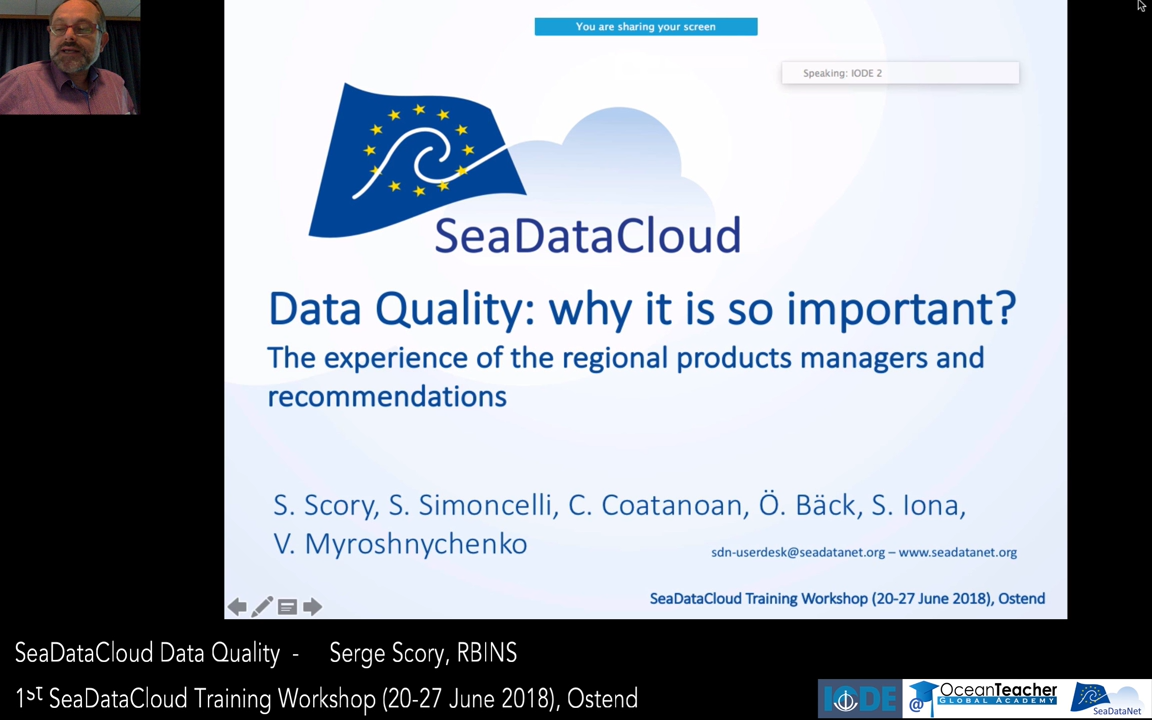 You are sharing your screen
Speaking: IODE 2
SeaDataCloud
Data Quality: why it is so important?
The experience of the regional products managers and
recommendations
S. Scory, S. Simoncelli, C. Coatanoan, Ö. Bäck, S. Iona,
V. Myroshnychenko
sdn-userdesk@seadatanet.org – www.seadatanet.org
SeaDataCloud Training Workshop (20-27 June 2018), Ostend
SeaDataCloud Data Quality - Serge Scory, RBINS
1st SeaDataCloud Training Workshop (20-27 June 2018), Ostend
IODE
@ OceanTeacher
GLOBAL ACADEMY
SeaDataNet